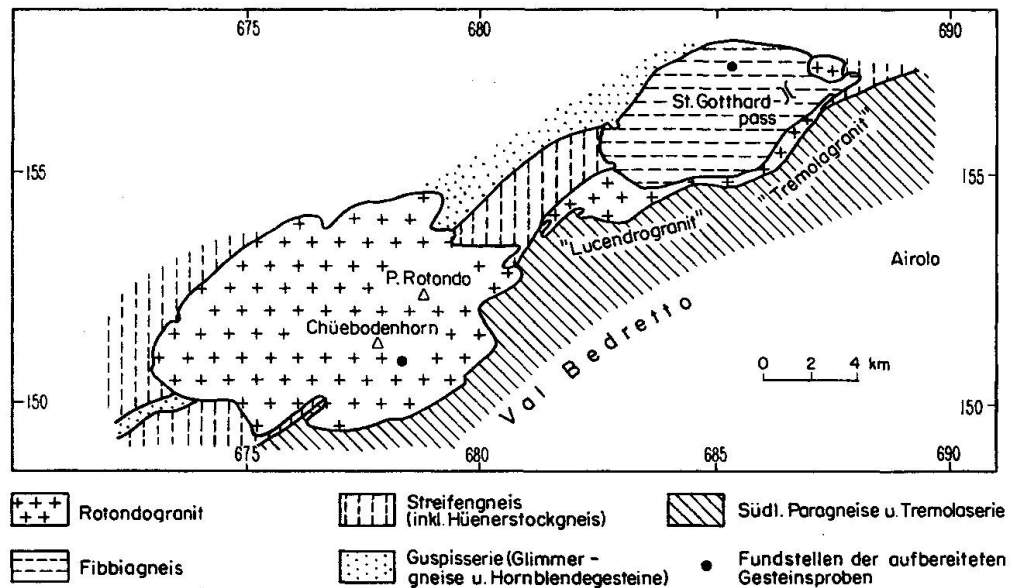 675
680
690
St. Gotthard-
pass
155
155
"Tremolagranit"
"Lucendrogranit"
Airolo
P. Rotondo
Chüebodenhorn
Val Bedretto
0 2 4 km
150
150
675
680
685
690
Rotondogranit
Streifengneis
(inkl. Hüenerstockgneis)
Südl. Paragneise u. Tremolaserie
Fibbiagneis
Guspisserie (Glimmer-
gneise u. Hornblendegesteine)
Fundstellen der aufbereiteten
Gesteinsproben